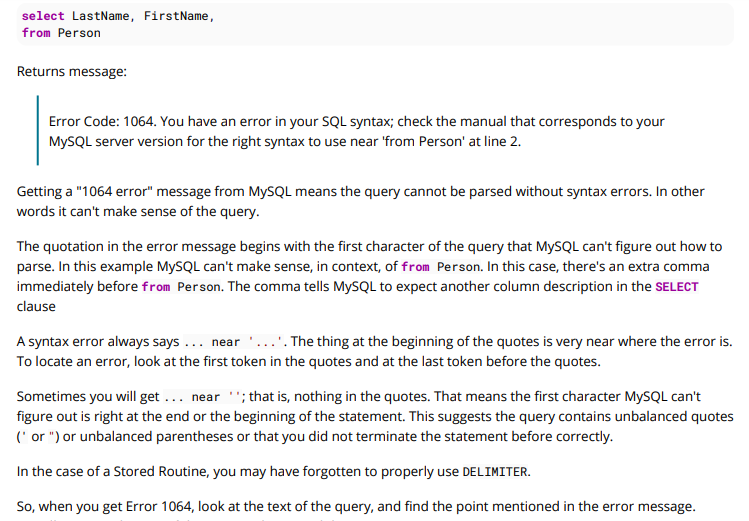 select LastName, FirstName,
from Person
Returns message:
Error Code: 1064. You have an error in your SQL syntax; check the manual that corresponds to your
MySQL server version for the right syntax to use near 'from Person' at line 2.
Getting a "1064 error" message from MySQL means the query cannot be parsed without syntax errors. In other
words it can't make sense of the query.
The quotation in the error message begins with the first character of the query that MySQL can't figure out how to
parse. In this example MySQL can't make sense, in context, of from Person. In this case, there's an extra comma
immediately before from Person. The comma tells MySQL to expect another column description in the SELECT
clause
A syntax error always says ... near '...'. The thing at the beginning of the quotes is very near where the error is.
To locate an error, look at the first token in the quotes and at the last token before the quotes.
Sometimes you will get ... near ''; that is, nothing in the quotes. That means the first character MySQL can't
figure out is right at the end or the beginning of the statement. This suggests the query contains unbalanced quotes
(' or ") or unbalanced parentheses or that you did not terminate the statement before correctly.
In the case of a Stored Routine, you may have forgotten to properly use DELIMITER.
So, when you get Error 1064, look at the text of the query, and find the point mentioned in the error message.